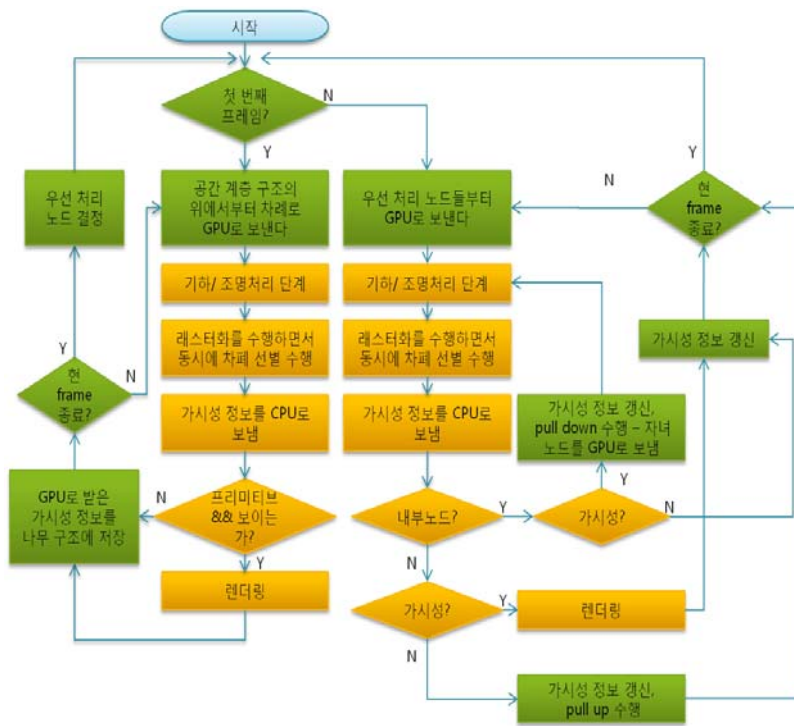 시작
첫 번째
프레임?
N
Y
우선 처리
노드 결정
공간 계층 구조의
위에서부터 차례로
GPU로 보낸다
우선 처리 노드들부터
GPU로 보낸다
N
Y
현
frame
종료?
기하/ 조명처리 단계
기하/ 조명처리 단계
래스터화를 수행하면서
동시에 차폐 선별 수행
래스터화를 수행하면서
동시에 차폐 선별 수행
가시성 정보 갱신
Y
현
frame
종료?
N
가시성 정보를 CPU로
보냄
가시성 정보를 CPU로
보냄
가시성 정보 갱신,
pull down 수행 – 자녀
노드를 GPU로 보냄
Y
GPU로 받은
가시성 정보를
나무 구조에 저장
N
프리미티브
&& 보이는
가?
Y
내부노드?
Y
가시성?
N
N
렌더링
가시성?
Y
렌더링
N
가시성 정보 갱신,
pull up 수행